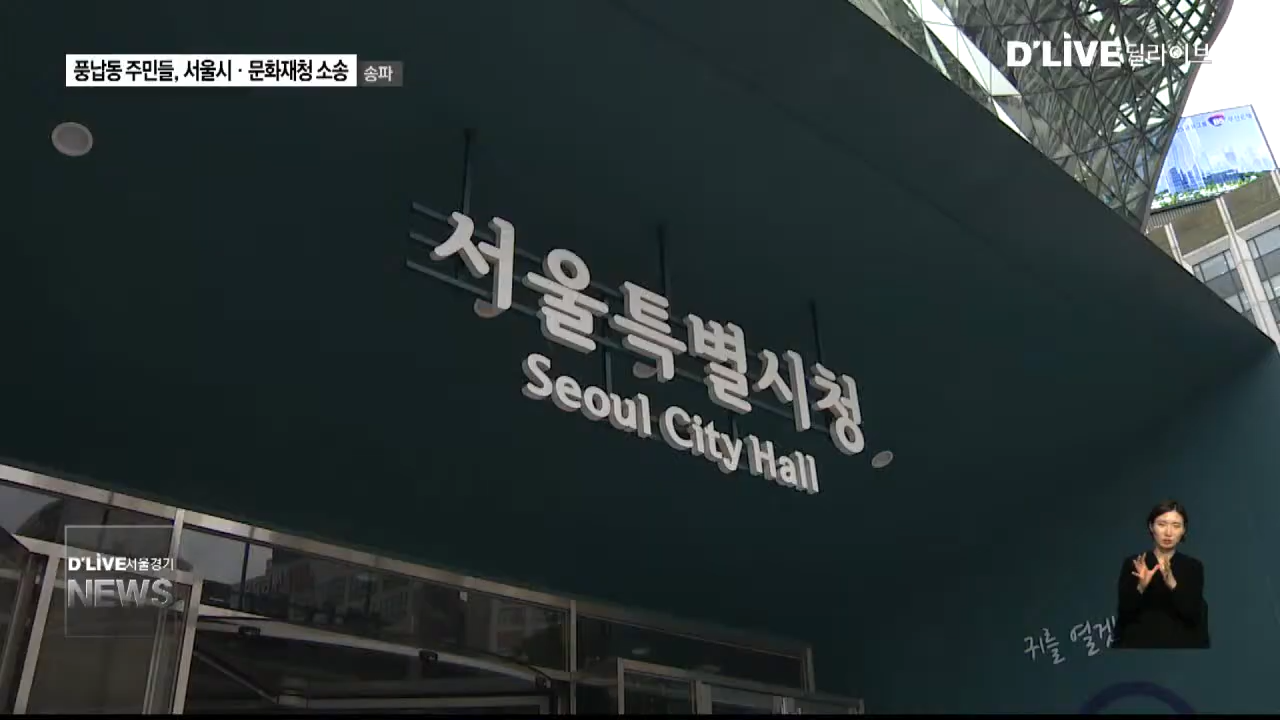 풍납동 주민들, 서울시 · 문화재청 소송 송파
D'LIVE 딜라이브
서울특별시청
Seoul City Hall
D'LIVE 서울경기
NEWS
귀를 열겠